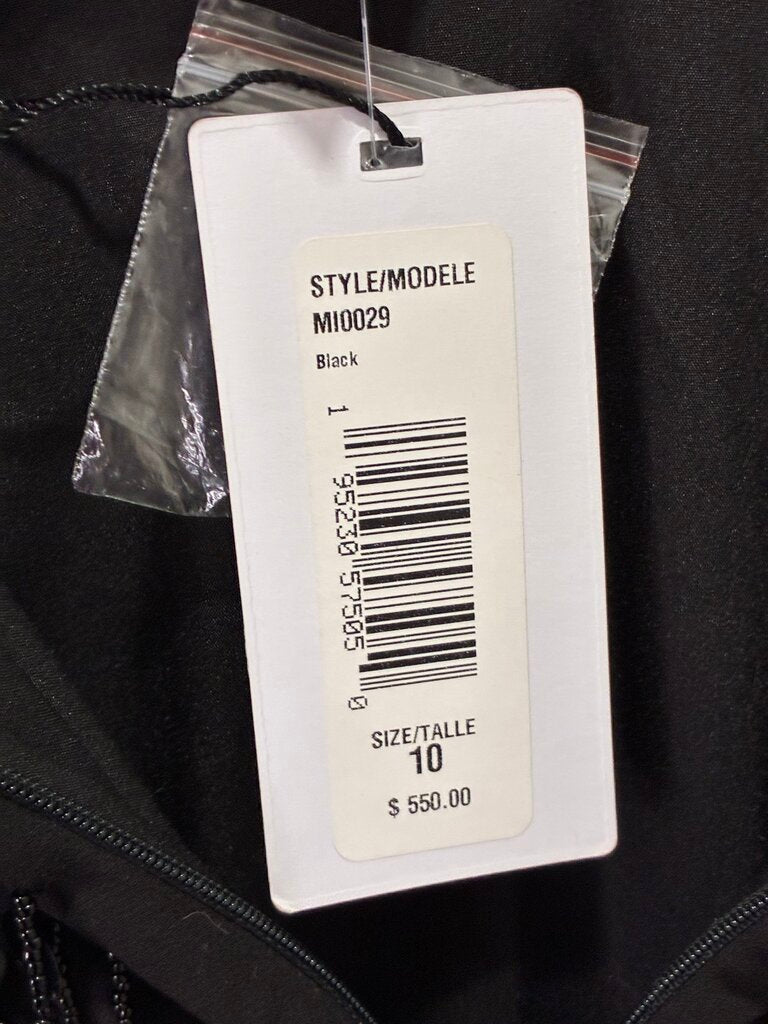 STYLE/MODELE
MI0029
Black
1 95230 57505 0
SIZE/TALLE
10
$ 550.00